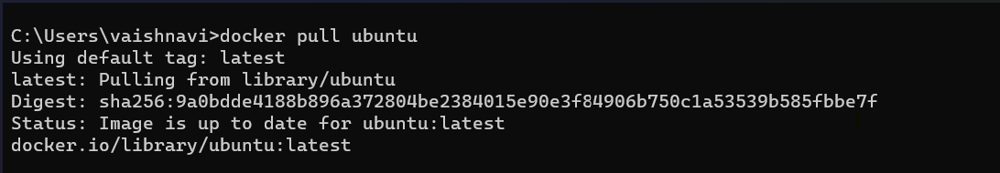 C:\Users\vaishnavi>docker pull ubuntu
Using default tag: latest
latest: Pulling from library/ubuntu
Digest: sha256:9a0bdde4188b896a372804be2384015e90e3f84906b750c1a53539b585fbbe7f
Status: Image is up to date for ubuntu:latest
docker.io/library/ubuntu:latest